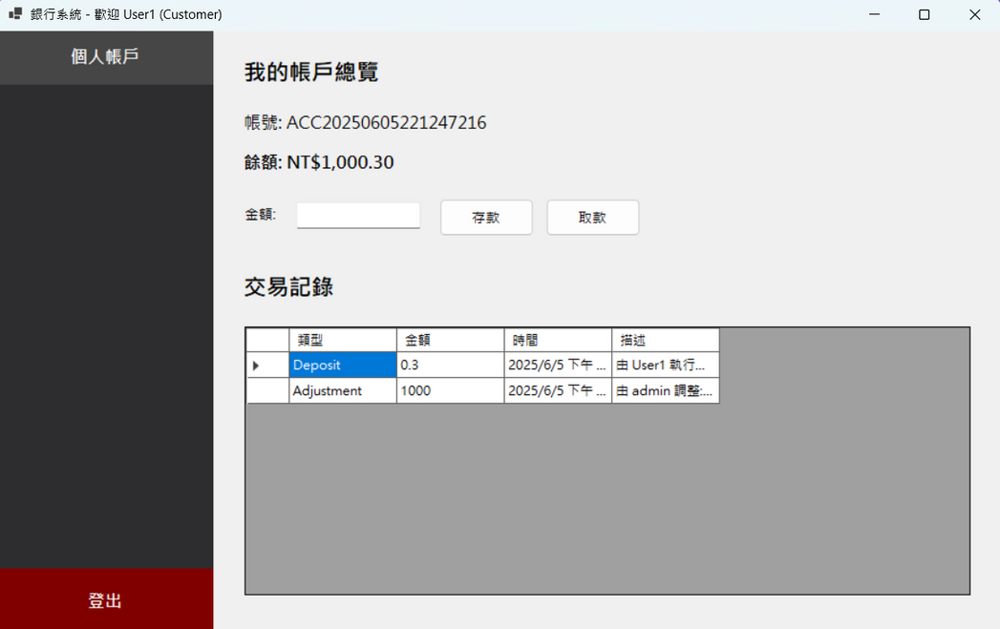 銀行系統 - 歡迎 User1 (Customer)
個人帳戶
我的帳戶總覽
帳號: ACC20250605221247216
餘額: NT$1,000.30
金額:
存款
取款
交易記錄
類型 金額 時間 描述
Deposit 0.3 2025/6/5 下午 ... 由 User1 執行...
Adjustment 1000 2025/6/5 下午 ... 由 admin 調整:...
登出